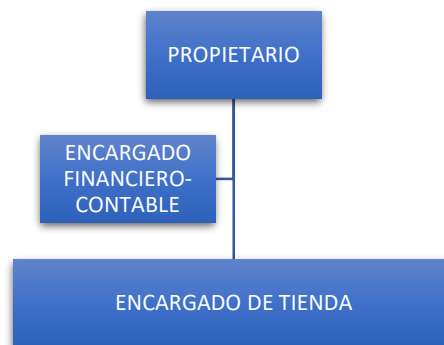 PROPIETARIO
ENCARGADO
FINANCIERO-
CONTABLE
ENCARGADO DE TIENDA